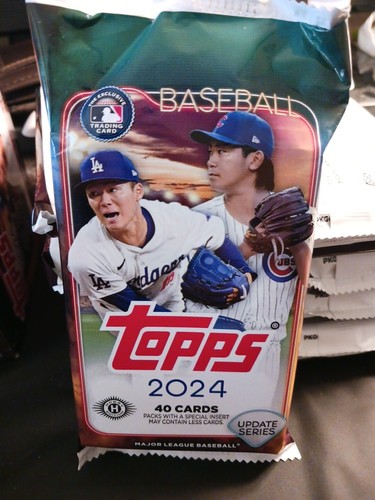 THE EXCLUSIVE
TRADING
CARD
BASEBALL
LA
LA
Dodgers
topps®
2024
40 CARDS
PACKS WITH A SPECIAL INSERT
MAY CONTAIN LESS CARDS.
H
UPDATE
SERIES
MAJOR LEAGUE BASEBALL